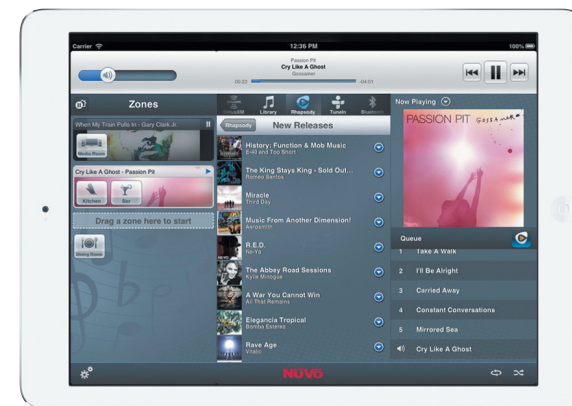 Carrier
12:36 PM
100%
Passion Pit
Cry Like A Ghost
Gossamer
02:22
-04:01
Zones
When My Train Pulls In - Gary Clark Jr.
Media Room
Cry Like A Ghost - Passion Pit
Kitchen
Bar
Drag a zone here to start
Dining Room
SiriusXM
Library
Rhapsody
TuneIn
Bluetooth
Rhapsody
New Releases
History: Function & Mob Music
E-40 and Too Short
The King Stays King - Sold Out...
Romeo Santos
Miracle
Third Day
Music From Another Dimension!
Aerosmith
R.E.D.
Ne-Yo
The Abbey Road Sessions
Kylie Minogue
A War You Cannot Win
All That Remains
Elegancia Tropical
Bomba Estereo
Rave Age
Vitalic
Now Playing
PASSION PIT GOSSAMER
Queue
1 Take A Walk
2 I'll Be Alright
3 Carried Away
4 Constant Conversations
5 Mirrored Sea
Cry Like A Ghost
NUVO